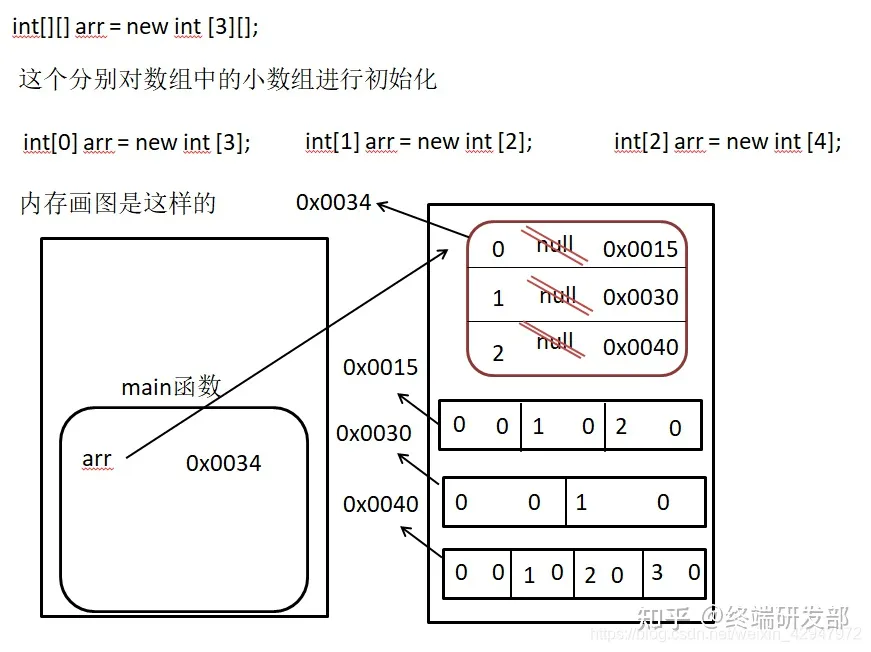 int[][] arr = new int [3][];
这个分别对数组中的小数组进行初始化
int[0] arr = new int [3]; int[1] arr = new int [2]; int[2] arr = new int [4];
内存画图是这样的
0x0034
0 null 0x0015
1 null 0x0030
2 null 0x0040
main函数
arr 0x0034
0x0015
0 0 1 0 2 0
0x0030
0 0 1 0
0x0040
0 0 1 0 2 0 3 0
知乎 @终端研发部
https://blog.csdn.net/weixin_42947972